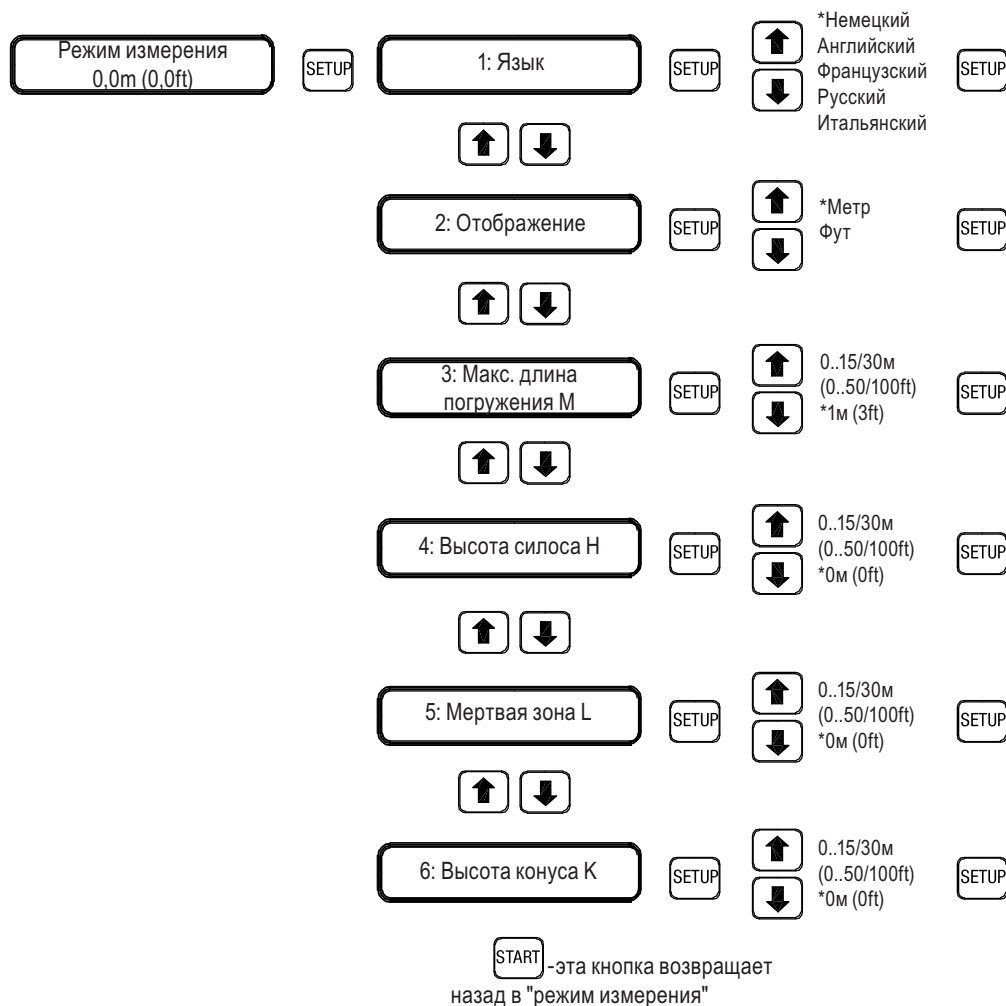 Режим измерения
0,0m (0,0ft)
SETUP
1: Язык
SETUP
*Немецкий
Английский
Французский
Русский
Итальянский
SETUP
2: Отображение
SETUP
*Метр
Фут
SETUP
3: Макс. длина
погружения M
SETUP
0..15/30м
(0..50/100ft)
*1м (3ft)
SETUP
4: Высота силоса H
SETUP
0..15/30м
(0..50/100ft)
*0м (0ft)
SETUP
5: Мертвая зона L
SETUP
0..15/30м
(0..50/100ft)
*0м (0ft)
SETUP
6: Высота конуса K
SETUP
0..15/30м
(0..50/100ft)
*0м (0ft)
SETUP
START -эта кнопка возвращает
назад в "режим измерения"